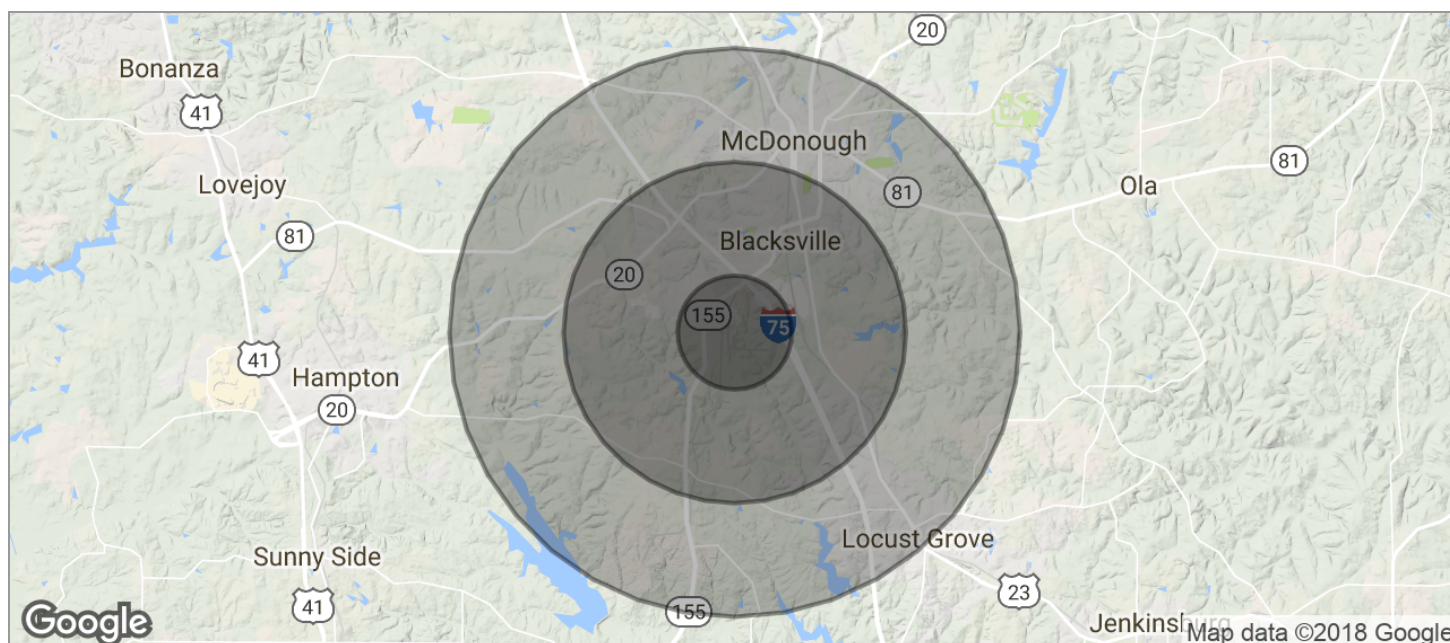 20
Bonanza
41
McDonough
81
Lovejoy
81
Ola
81
Blacksville
20
155
75
41
Hampton
20
Locust Grove
Sunny Side
23
41
155
Google
Map data ©2018 Google